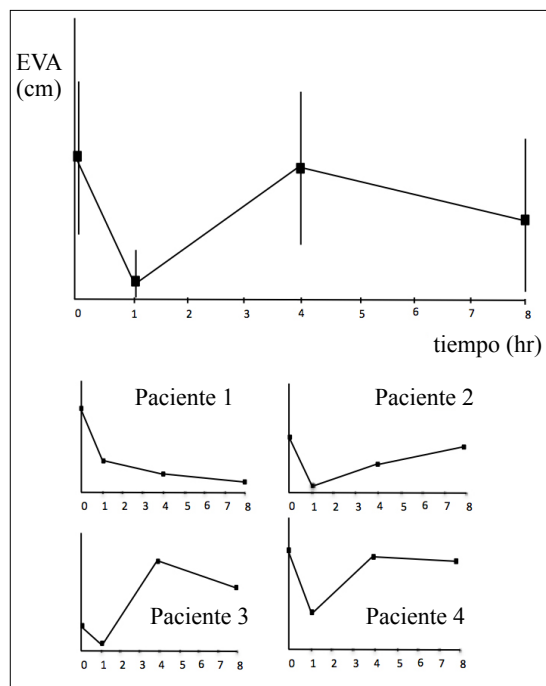 EVA
(cm)
0 1 2 3 4 5 6 7 8
tiempo (hr)
Paciente 1
Paciente 2
0 1 2 3 4 5 6 7 8
0 1 2 3 4 5 6 7 8
Paciente 3
Paciente 4
0 1 2 3 4 5 6 7 8
0 1 2 3 4 5 6 7 8